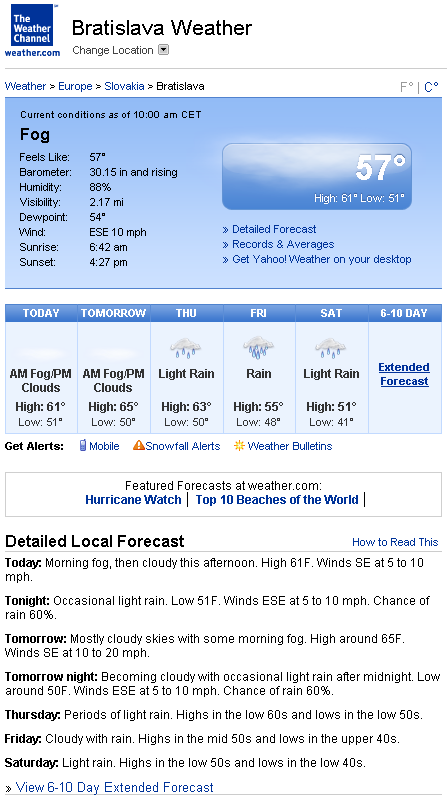 The
Weather
Channel
weather.com
Bratislava Weather
Change Location
Weather > Europe > Slovakia > Bratislava
F° | C°
Current conditions as of 10:00 am CET
Fog
Feels Like: 57°
Barometer: 30.15 in and rising
Humidity: 88%
Visibility: 2.17 mi
Dewpoint: 54°
Wind: ESE 10 mph
Sunrise: 6:42 am
Sunset: 4:27 pm
57°
High: 61° Low: 51°
» Detailed Forecast
» Records & Averages
» Get Yahoo! Weather on your desktop
TODAY TOMORROW THU FRI SAT 6-10 DAY
AM Fog/PM Clouds AM Fog/PM Clouds Light Rain Rain Light Rain Extended Forecast
High: 61° High: 65° High: 63° High: 55° High: 51°
Low: 51° Low: 50° Low: 50° Low: 48° Low: 41°
Get Alerts: Mobile Snowfall Alerts Weather Bulletins
Featured Forecasts at weather.com:
Hurricane Watch | Top 10 Beaches of the World |
Detailed Local Forecast
How to Read This
Today: Morning fog, then cloudy this afternoon. High 61F. Winds SE at 5 to 10
mph.
Tonight: Occasional light rain. Low 51F. Winds ESE at 5 to 10 mph. Chance of
rain 60%.
Tomorrow: Mostly cloudy skies with some morning fog. High around 65F.
Winds SE at 10 to 20 mph.
Tomorrow night: Becoming cloudy with occasional light rain after midnight. Low
around 50F. Winds ESE at 5 to 10 mph. Chance of rain 60%.
Thursday: Periods of light rain. Highs in the low 60s and lows in the low 50s.
Friday: Cloudy with rain. Highs in the mid 50s and lows in the upper 40s.
Saturday: Light rain. Highs in the low 50s and lows in the low 40s.
» View 6-10 Day Extended Forecast